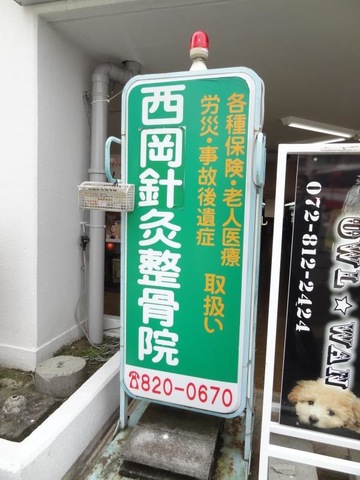 各種保険・老人医療
労災・事故後遺症
取扱い
西岡針灸整骨院
☎820-0670
072-812-2424
OWL★WAN